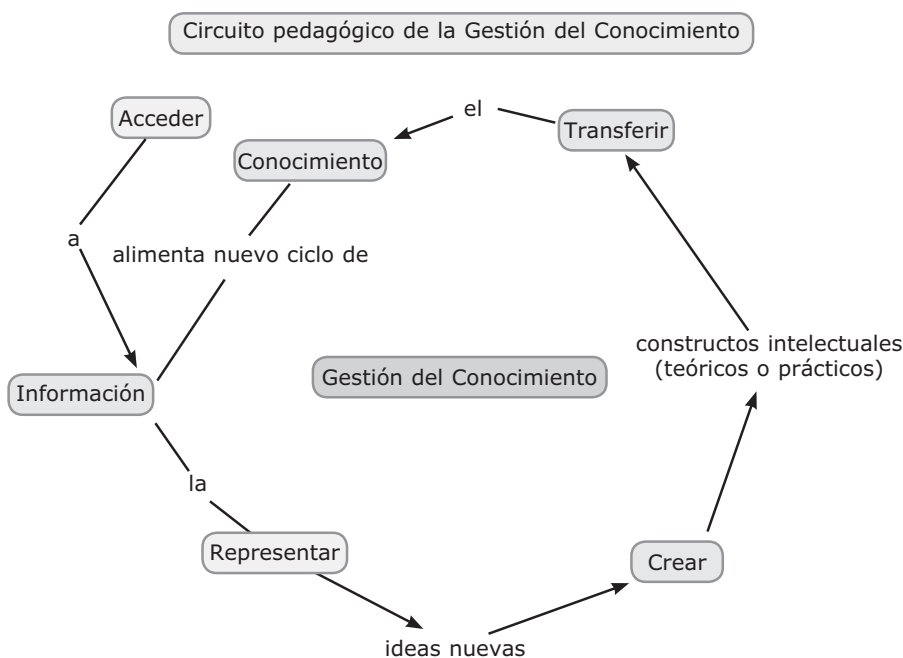 Circuito pedagógico de la Gestión del Conocimiento
Acceder
el
Transferir
Conocimiento
a
alimenta nuevo ciclo de
constructos intelectuales
(teóricos o prácticos)
Gestión del Conocimiento
Información
la
Representar
Crear
ideas nuevas